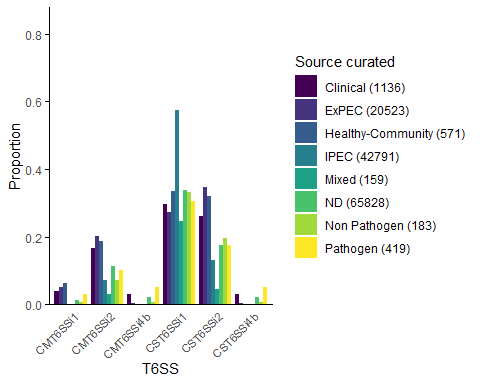 Proportion
0.8
0.6
0.4
0.2
0.0
CMT6SSi1
CMT6SSi2
CMT6SSi4b
CST6SSi1
CST6SSi2
CST6SSi4b
T6SS
Source curated
Clinical (1136)
ExPEC (20523)
Healthy-Community (571)
IPEC (42791)
Mixed (159)
ND (65828)
Non Pathogen (183)
Pathogen (419)